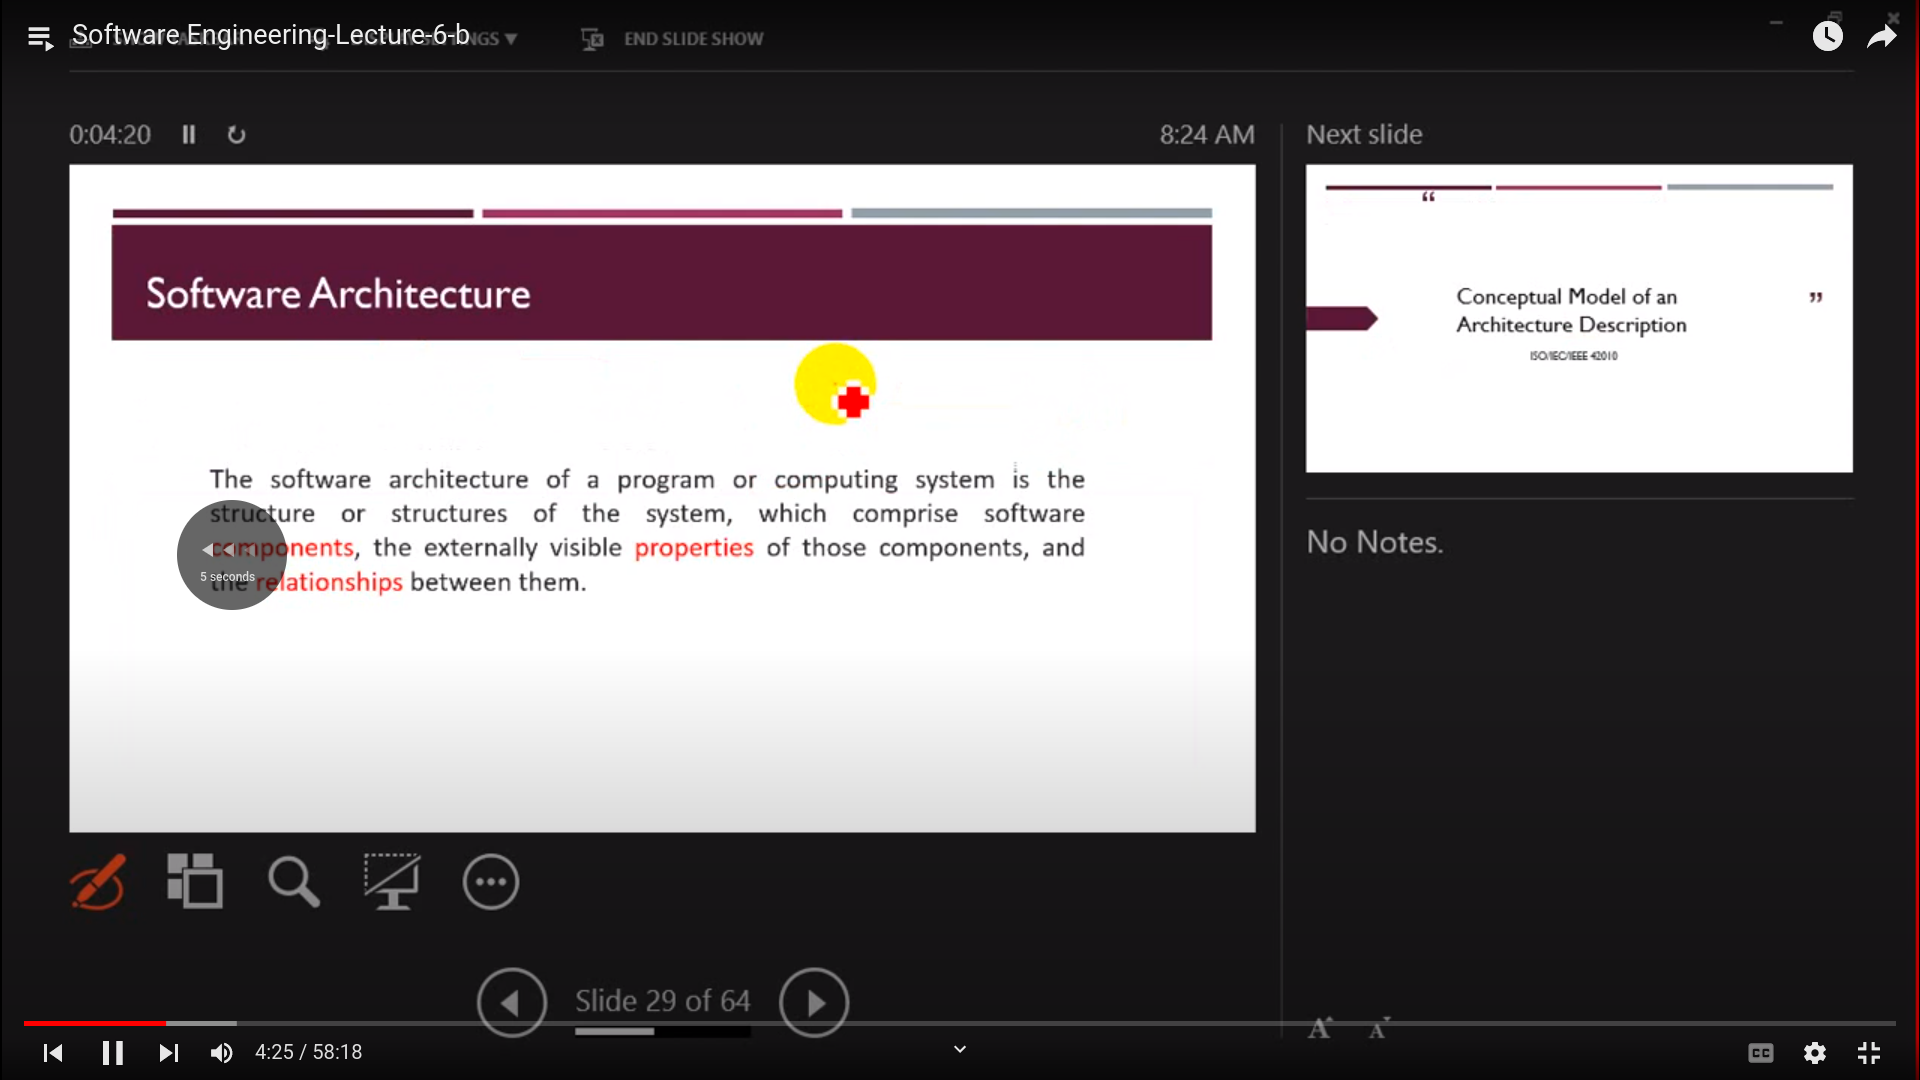 Software Engineering-Lecture-6-b
END SLIDE SHOW
0:04:20
8:24 AM
Next slide
Software Architecture
The software architecture of a program or computing system is the
structure or structures of the system, which comprise software
components, the externally visible properties of those components, and
the relationships between them.
5 seconds
“
Conceptual Model of an
Architecture Description
”
ISO/IEC/IEEE 42010
No Notes.
Slide 29 of 64
A A
4:25 / 58:18
CC